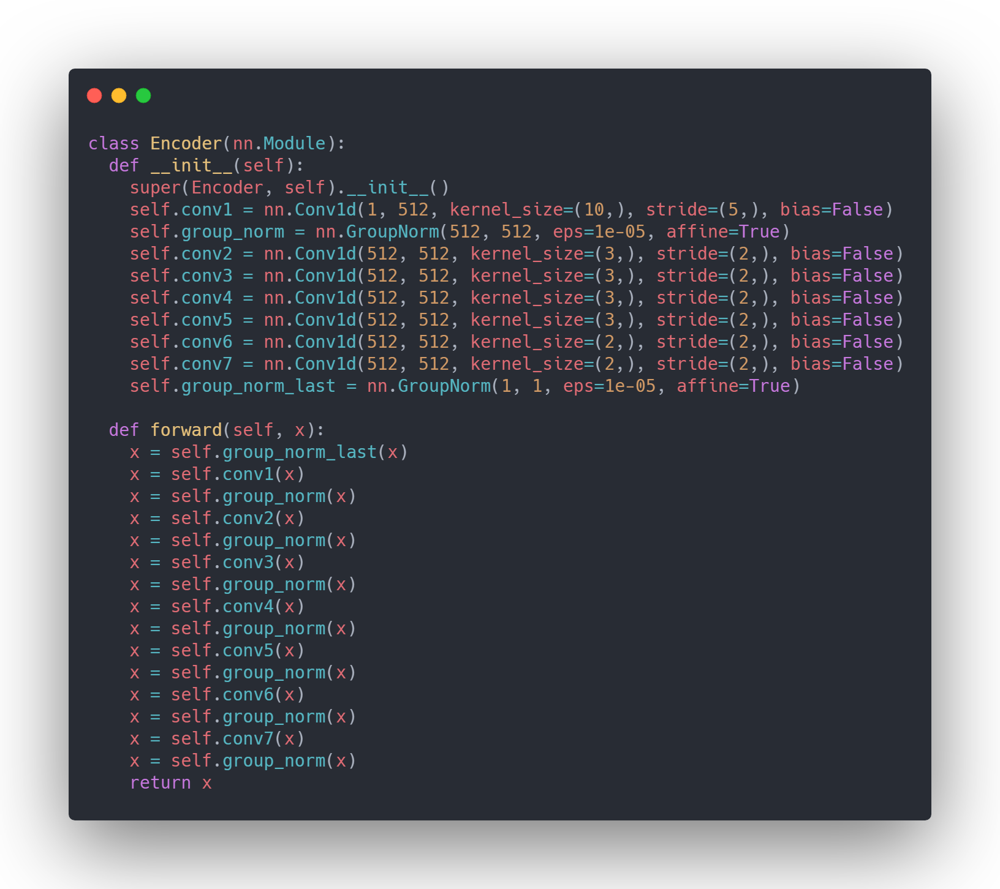 class Encoder(nn.Module):
  def __init__(self):
    super(Encoder, self).__init__()
    self.conv1 = nn.Conv1d(1, 512, kernel_size=(10,), stride=(5,), bias=False)
    self.group_norm = nn.GroupNorm(512, 512, eps=1e-05, affine=True)
    self.conv2 = nn.Conv1d(512, 512, kernel_size=(3,), stride=(2,), bias=False)
    self.conv3 = nn.Conv1d(512, 512, kernel_size=(3,), stride=(2,), bias=False)
    self.conv4 = nn.Conv1d(512, 512, kernel_size=(3,), stride=(2,), bias=False)
    self.conv5 = nn.Conv1d(512, 512, kernel_size=(3,), stride=(2,), bias=False)
    self.conv6 = nn.Conv1d(512, 512, kernel_size=(2,), stride=(2,), bias=False)
    self.conv7 = nn.Conv1d(512, 512, kernel_size=(2,), stride=(2,), bias=False)
    self.group_norm_last = nn.GroupNorm(1, 1, eps=1e-05, affine=True)

  def forward(self, x):
    x = self.group_norm_last(x)
    x = self.conv1(x)
    x = self.group_norm(x)
    x = self.conv2(x)
    x = self.group_norm(x)
    x = self.conv3(x)
    x = self.group_norm(x)
    x = self.conv4(x)
    x = self.group_norm(x)
    x = self.conv5(x)
    x = self.group_norm(x)
    x = self.conv6(x)
    x = self.group_norm(x)
    x = self.conv7(x)
    x = self.group_norm(x)
    return x